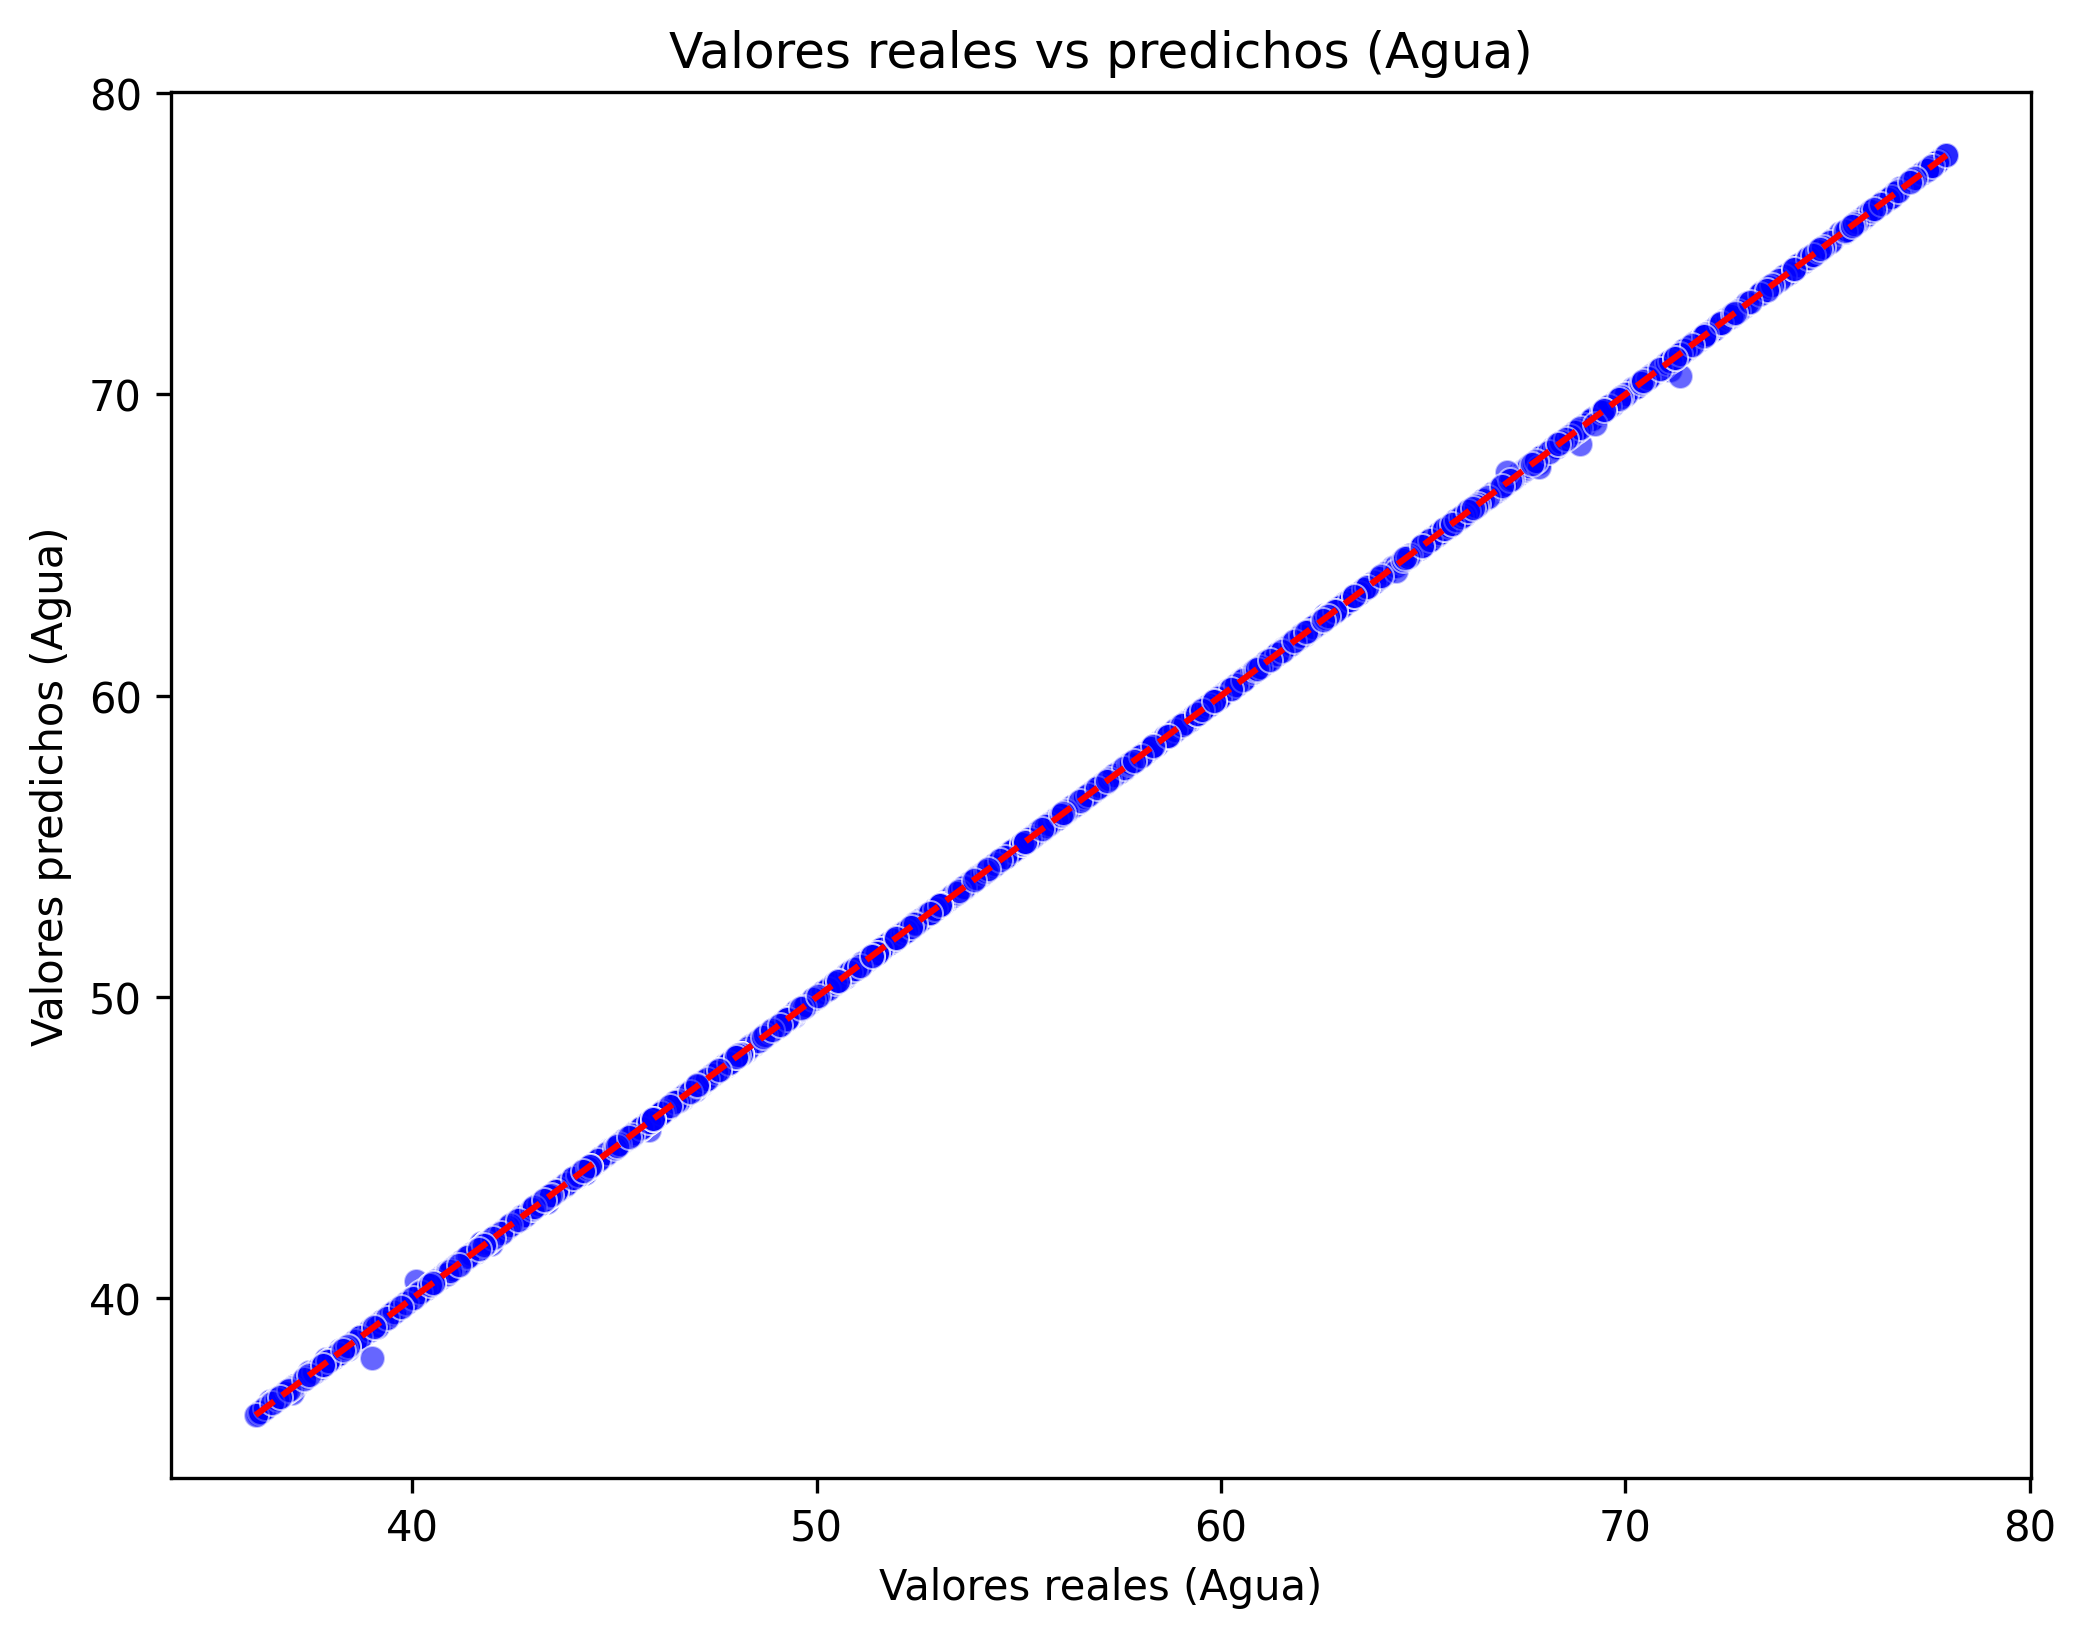 Valores reales vs predichos (Agua)
80
70
60
50
40
Valores predichos (Agua)
40 50 60 70 80
Valores reales (Agua)